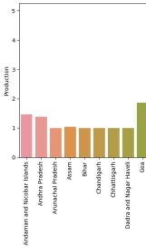 5
4
3
2
1
0
Production
Andaman and Nicobar Islands
Andhra Pradesh
Arunachal Pradesh
Assam
Bihar
Chandigarh
Chhattisgarh
Dadra and Nagar Haveli
Goa